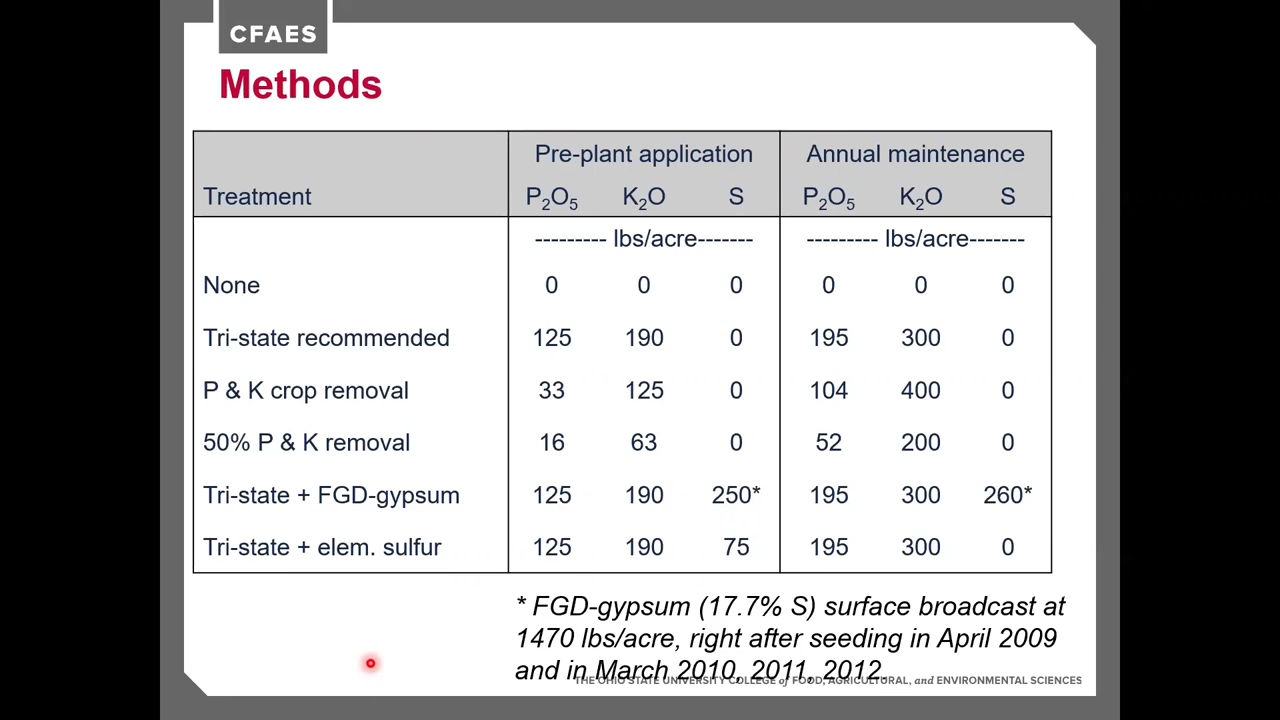 CFAES
Methods
Pre-plant application Annual maintenance
Treatment P₂O₅ K₂O S P₂O₅ K₂O S
--------- lbs/acre------- --------- lbs/acre-------
None 0 0 0 0 0 0
Tri-state recommended 125 190 0 195 300 0
P & K crop removal 33 125 0 104 400 0
50% P & K removal 16 63 0 52 200 0
Tri-state + FGD-gypsum 125 190 250* 195 300 260*
Tri-state + elem. sulfur 125 190 75 195 300 0
* FGD-gypsum (17.7% S) surface broadcast at
1470 lbs/acre, right after seeding in April 2009
and in March 2010, 2011, 2012.
THE OHIO STATE UNIVERSITY COLLEGE of FOOD, AGRICULTURAL, and ENVIRONMENTAL SCIENCES